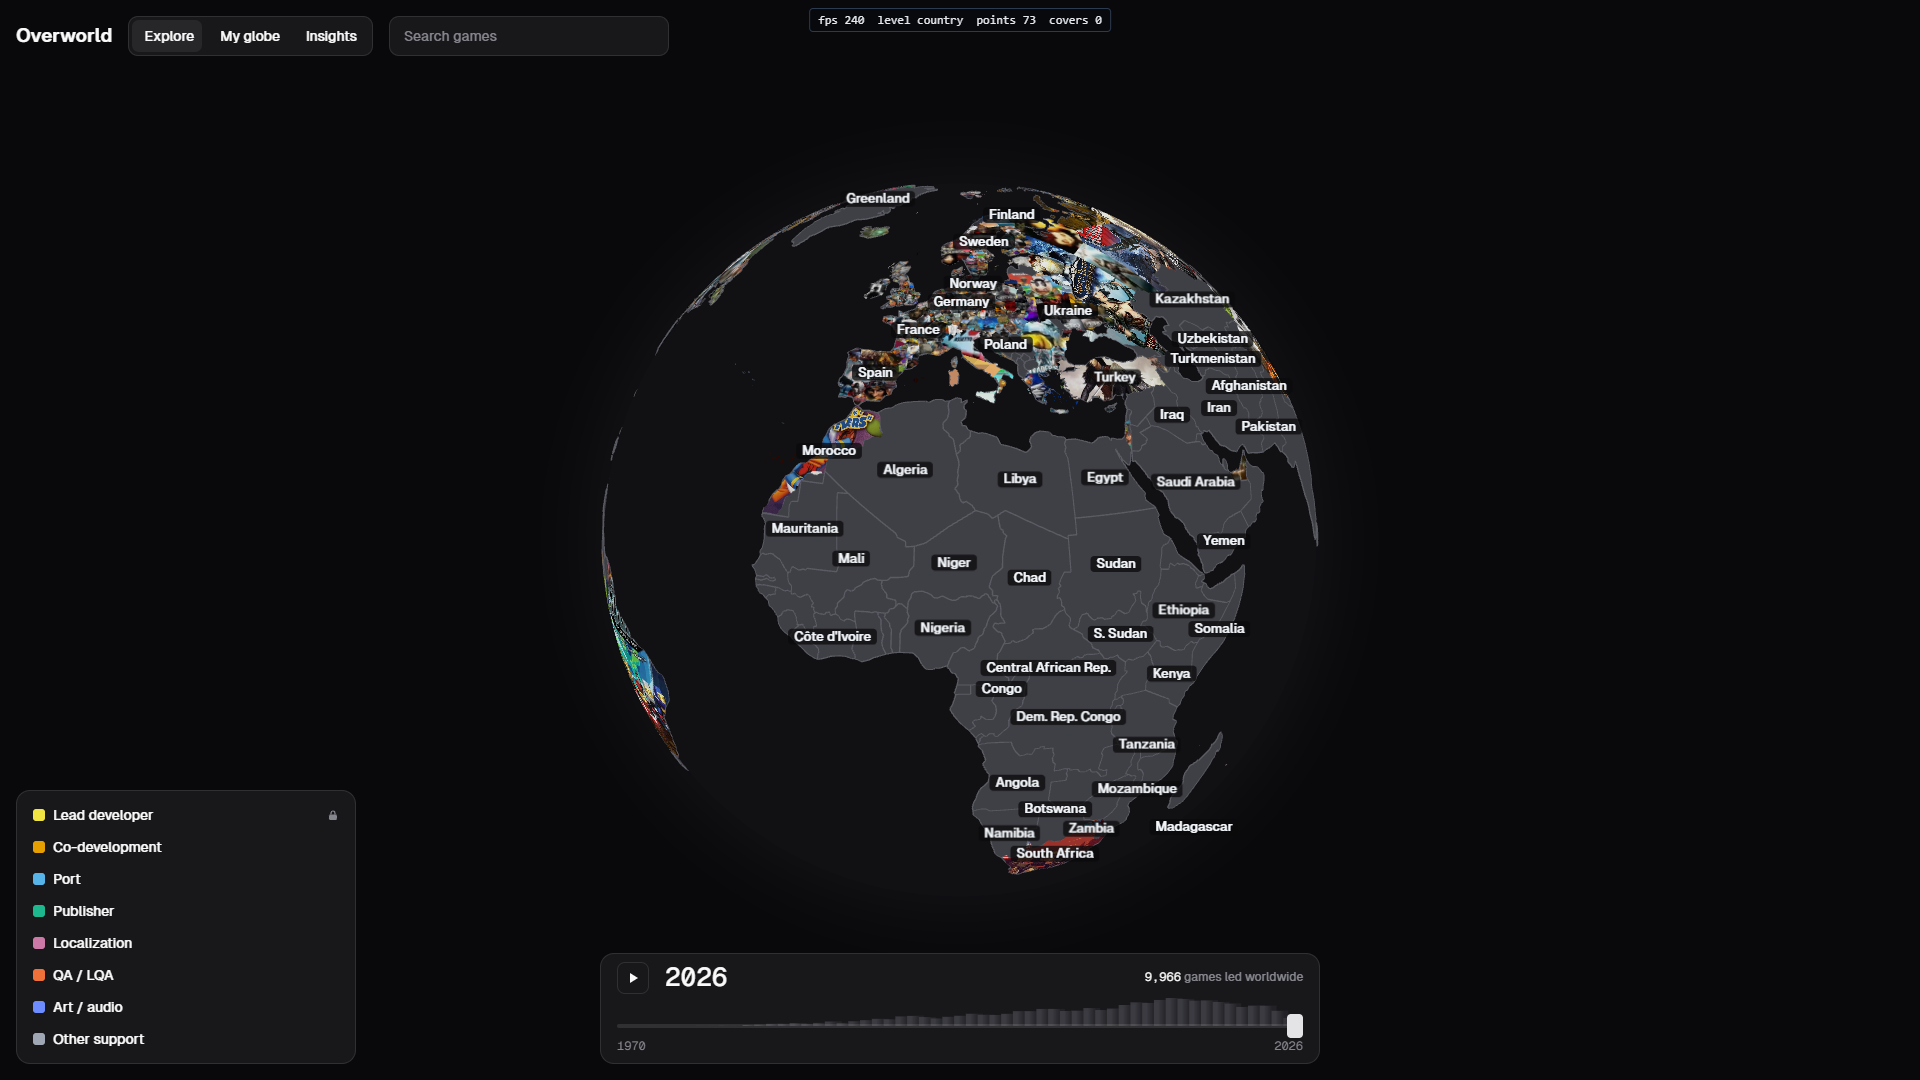 Overworld
Explore
My globe
Insights
Search games
fps 240 level country points 73 covers 0
Greenland
Finland
Sweden
Norway
Germany
Kazakhstan
Ukraine
France
Uzbekistan
Poland
Turkmenistan
Spain
Turkey
Afghanistan
Iraq
Iran
Pakistan
Morocco
Algeria
Libya
Egypt
Saudi Arabia
Mauritania
Yemen
Mali
Niger
Chad
Sudan
Ethiopia
Côte d'Ivoire
Nigeria
S. Sudan
Somalia
Central African Rep.
Kenya
Congo
Dem. Rep. Congo
Tanzania
Angola
Mozambique
Botswana
Namibia
Zambia
Madagascar
South Africa
Lead developer
Co-development
Port
Publisher
Localization
QA / LQA
Art / audio
Other support
2026
9,966 games led worldwide
1970
2026